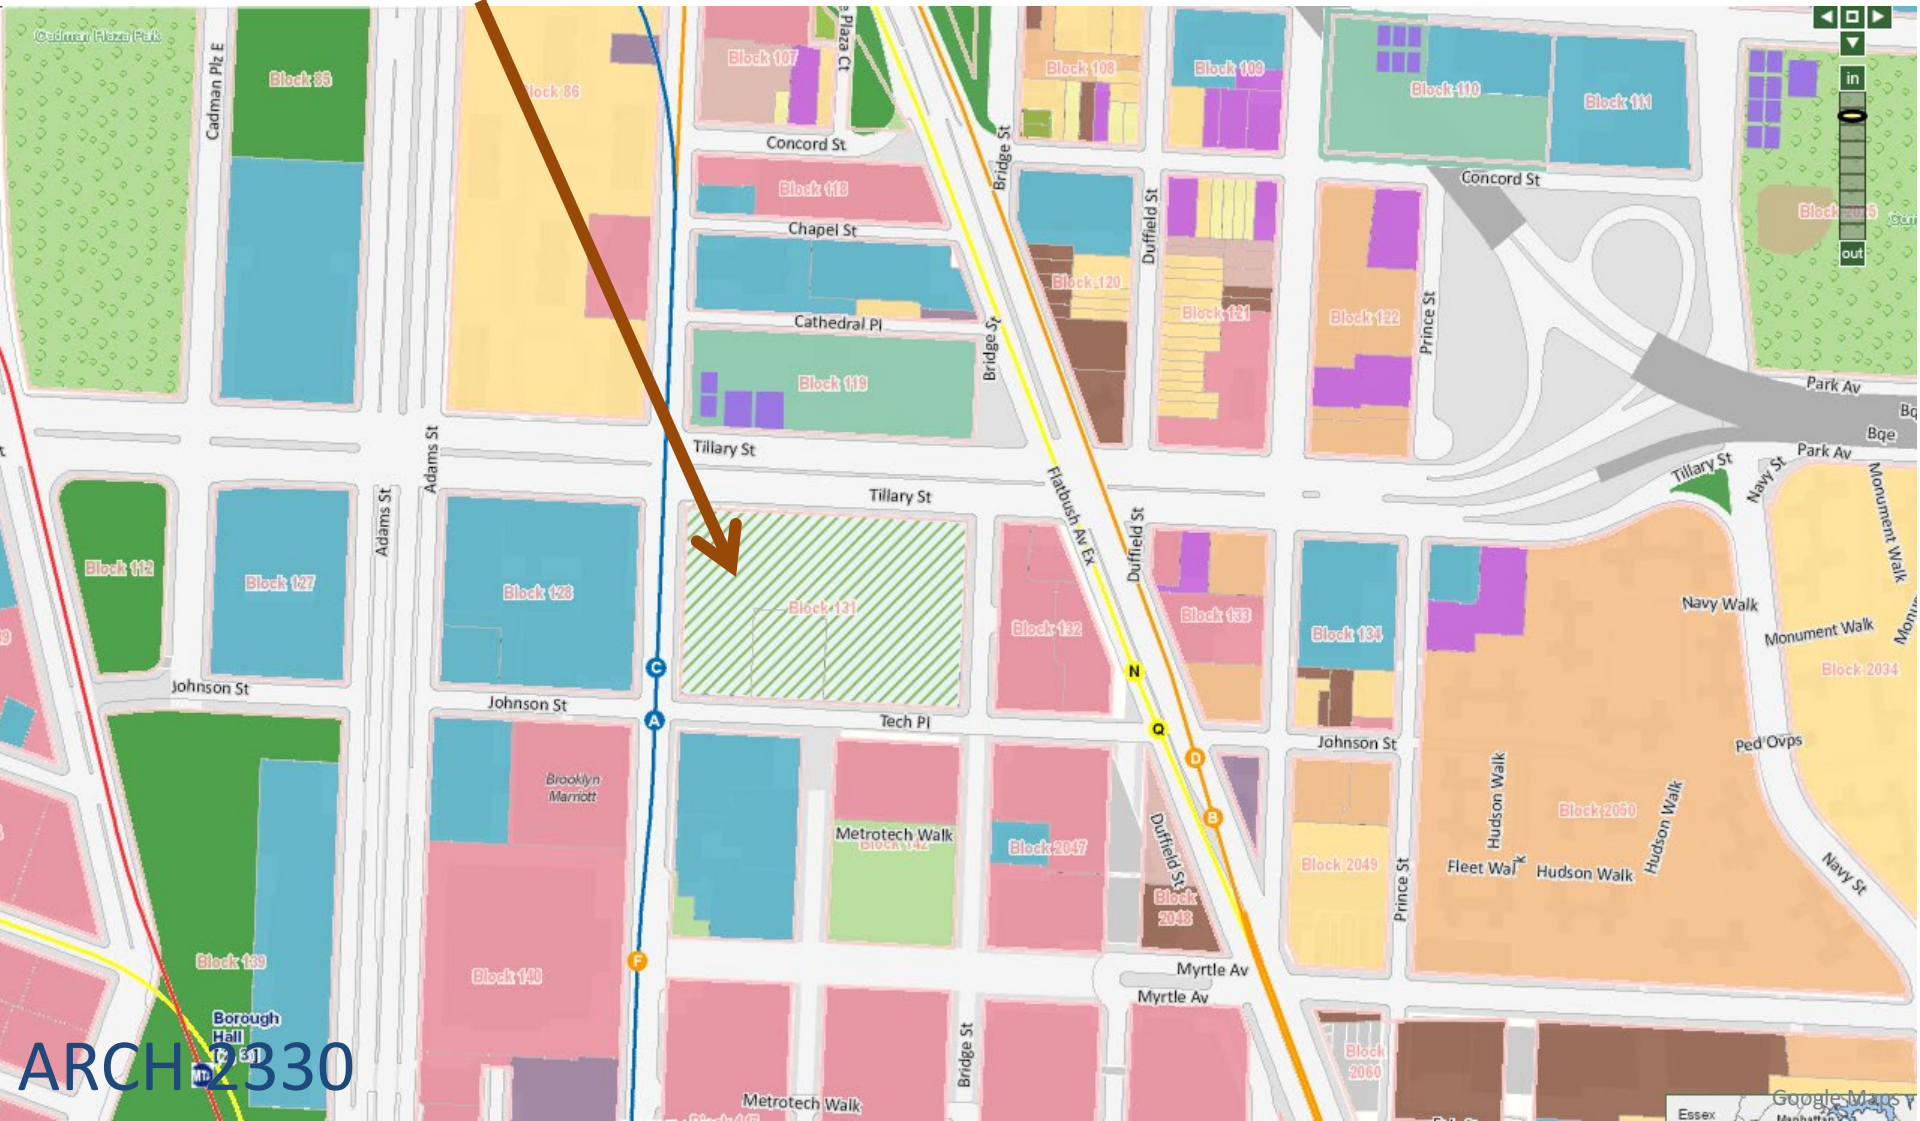 Cadman Plaza Park
Cadman Plz E
Block 85
Block 86
Block 107
Plaza Ct
Block 108
Block 109
Block 110
Block 111
in
out
Concord St
Bridge St
Concord St
Block 118
Chapel St
Duffield St
Block 120
Block 121
Block 122
Prince St
Cathedral Pl
Bridge St
Block 119
Park Av
Bqe
Park Av
Adams St
Tillary St
Tillary St
Tillary St
Navy St
Monument Walk
Adams St
Flatbush Av Ex
Duffield St
Block 112
Block 127
Block 128
Block 131
Block 132
Block 133
Block 134
Navy Walk
Monument Walk
Block 2034
C
N
Johnson St
Johnson St
A
Tech Pl
Q
Johnson St
Ped Ovps
D
Brooklyn
Marriott
Hudson Walk
Hudson Walk
B
Block 2050
Metrotech Walk
Block 142
Block 2047
Duffield St
Block 2049
Fleet Walk
Hudson Walk
Prince St
Navy St
Block
2048
Block 139
Block 140
F
Myrtle Av
Myrtle Av
Borough
Hall
Bridge St
Block
2060
ARCH 2330
Metrotech Walk
Google Maps
Essex
Manhattan